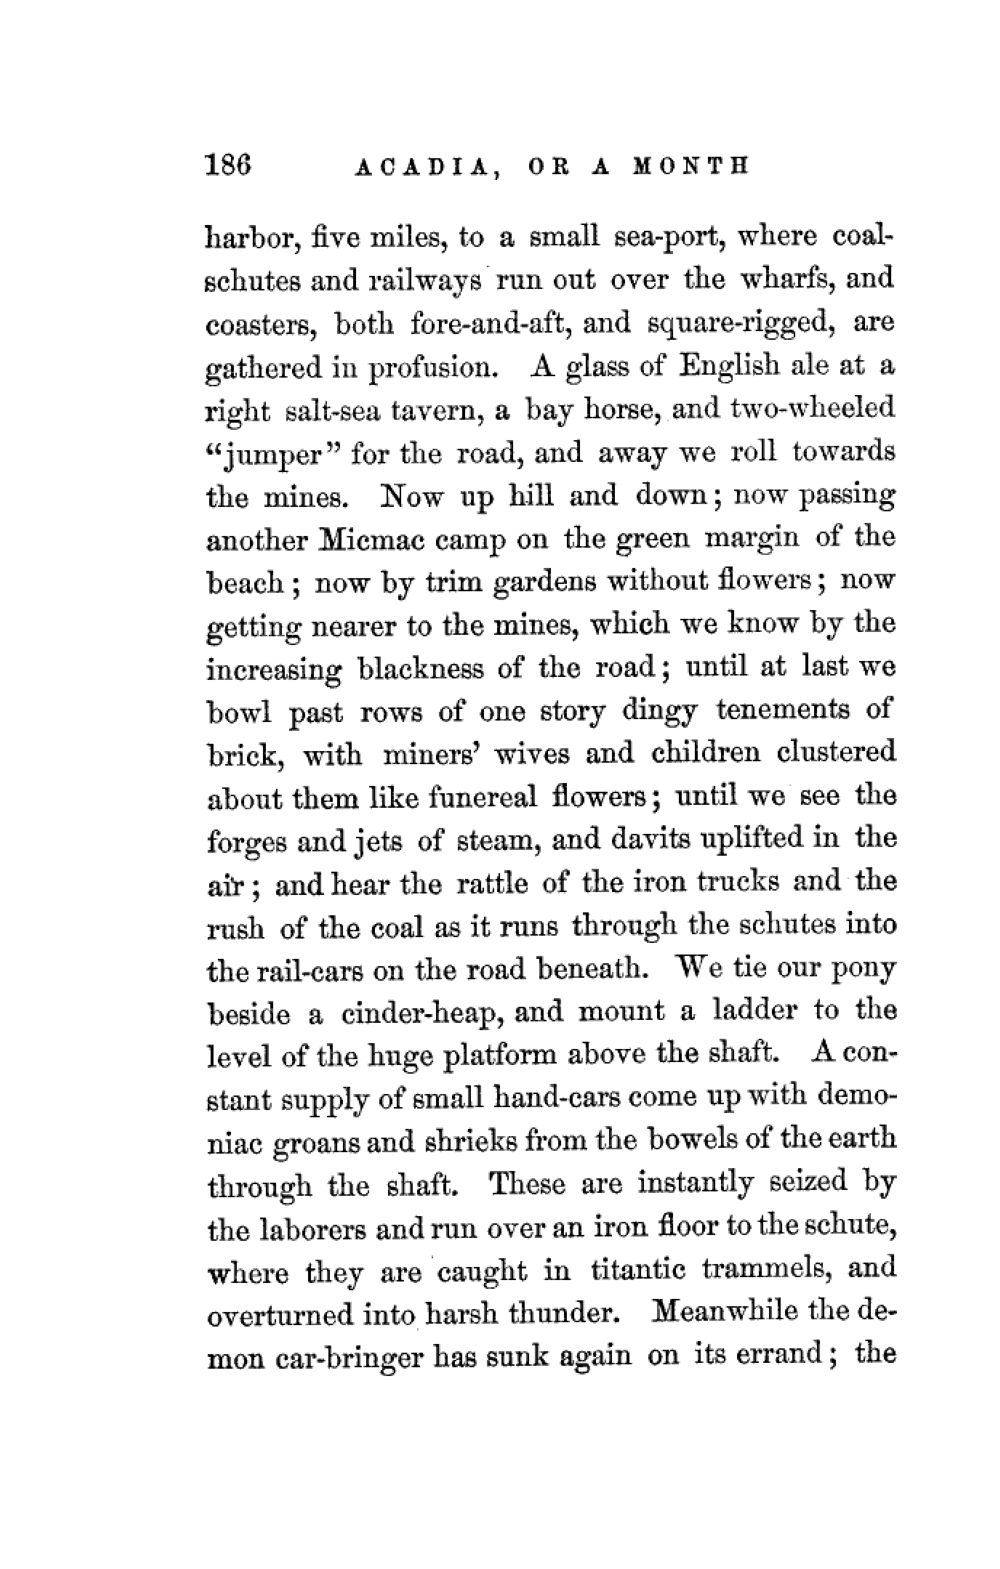 186 ACADIA, OR A MONTH
harbor, five miles, to a small sea-port, where coal-
schutes and railways run out over the wharfs, and
coasters, both fore-and-aft, and square-rigged, are
gathered in profusion. A glass of English ale at a
right salt-sea tavern, a bay horse, and two-wheeled
“jumper” for the road, and away we roll towards
the mines. Now up hill and down; now passing
another Micmac camp on the green margin of the
beach; now by trim gardens without flowers; now
getting nearer to the mines, which we know by the
increasing blackness of the road; until at last we
bowl past rows of one story dingy tenements of
brick, with miners’ wives and children clustered
about them like funereal flowers; until we see the
forges and jets of steam, and davits uplifted in the
air; and hear the rattle of the iron trucks and the
rush of the coal as it runs through the schutes into
the rail-cars on the road beneath. We tie our pony
beside a cinder-heap, and mount a ladder to the
level of the huge platform above the shaft. A con-
stant supply of small hand-cars come up with demo-
niac groans and shrieks from the bowels of the earth
through the shaft. These are instantly seized by
the laborers and run over an iron floor to the schute,
where they are caught in titantic trammels, and
overturned into harsh thunder. Meanwhile the de-
mon car-bringer has sunk again on its errand; the